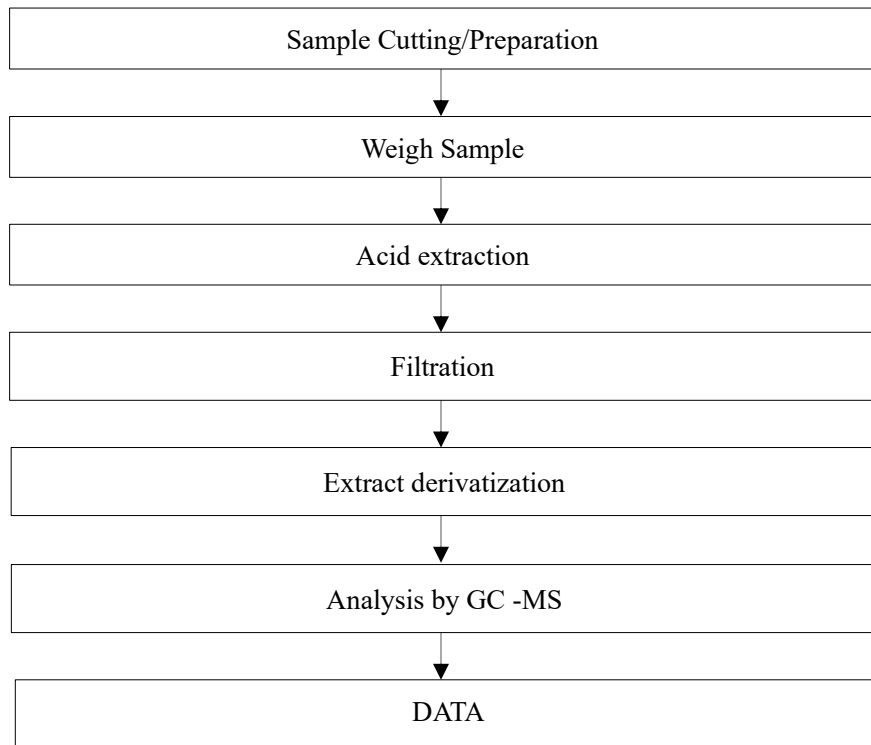 Sample Cutting/Preparation
Weigh Sample
Acid extraction
Filtration
Extract derivatization
Analysis by GC -MS
DATA